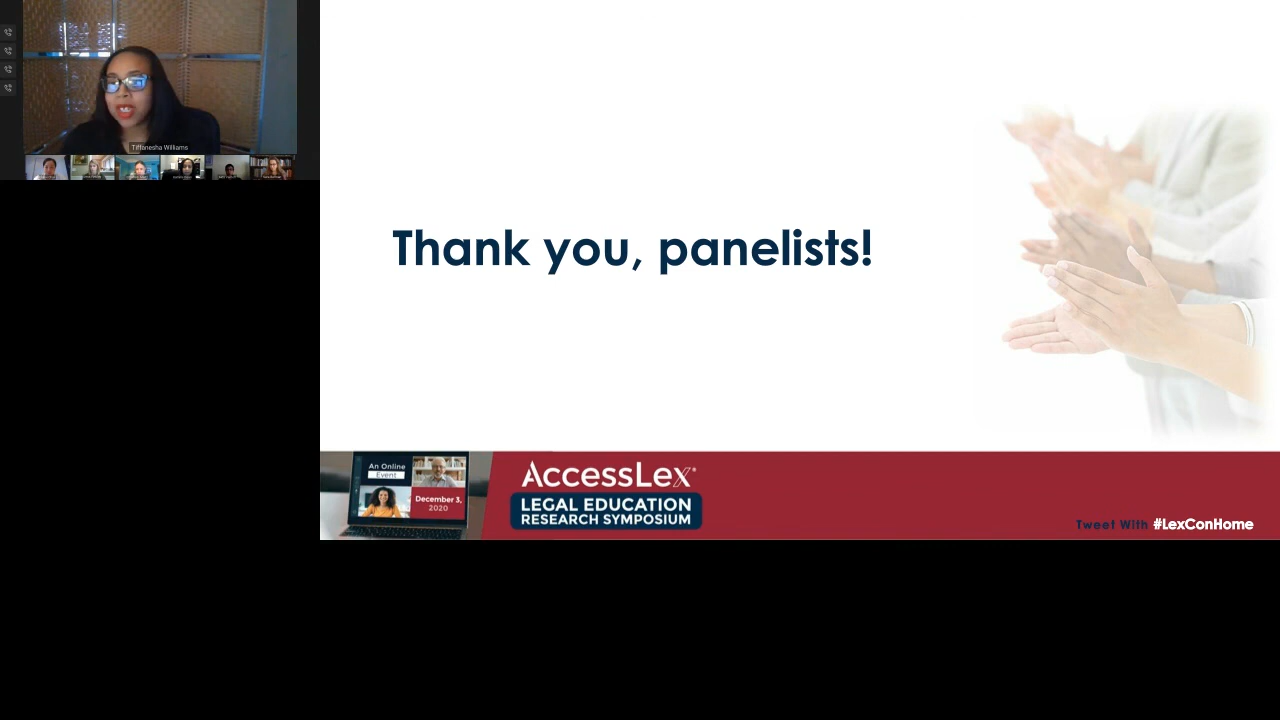 Tiffanesha Williams
Thank you, panelists!
An Online
Event
December 3,
2020
AccessLex®
LEGAL EDUCATION
RESEARCH SYMPOSIUM
Tweet With #LexConHome